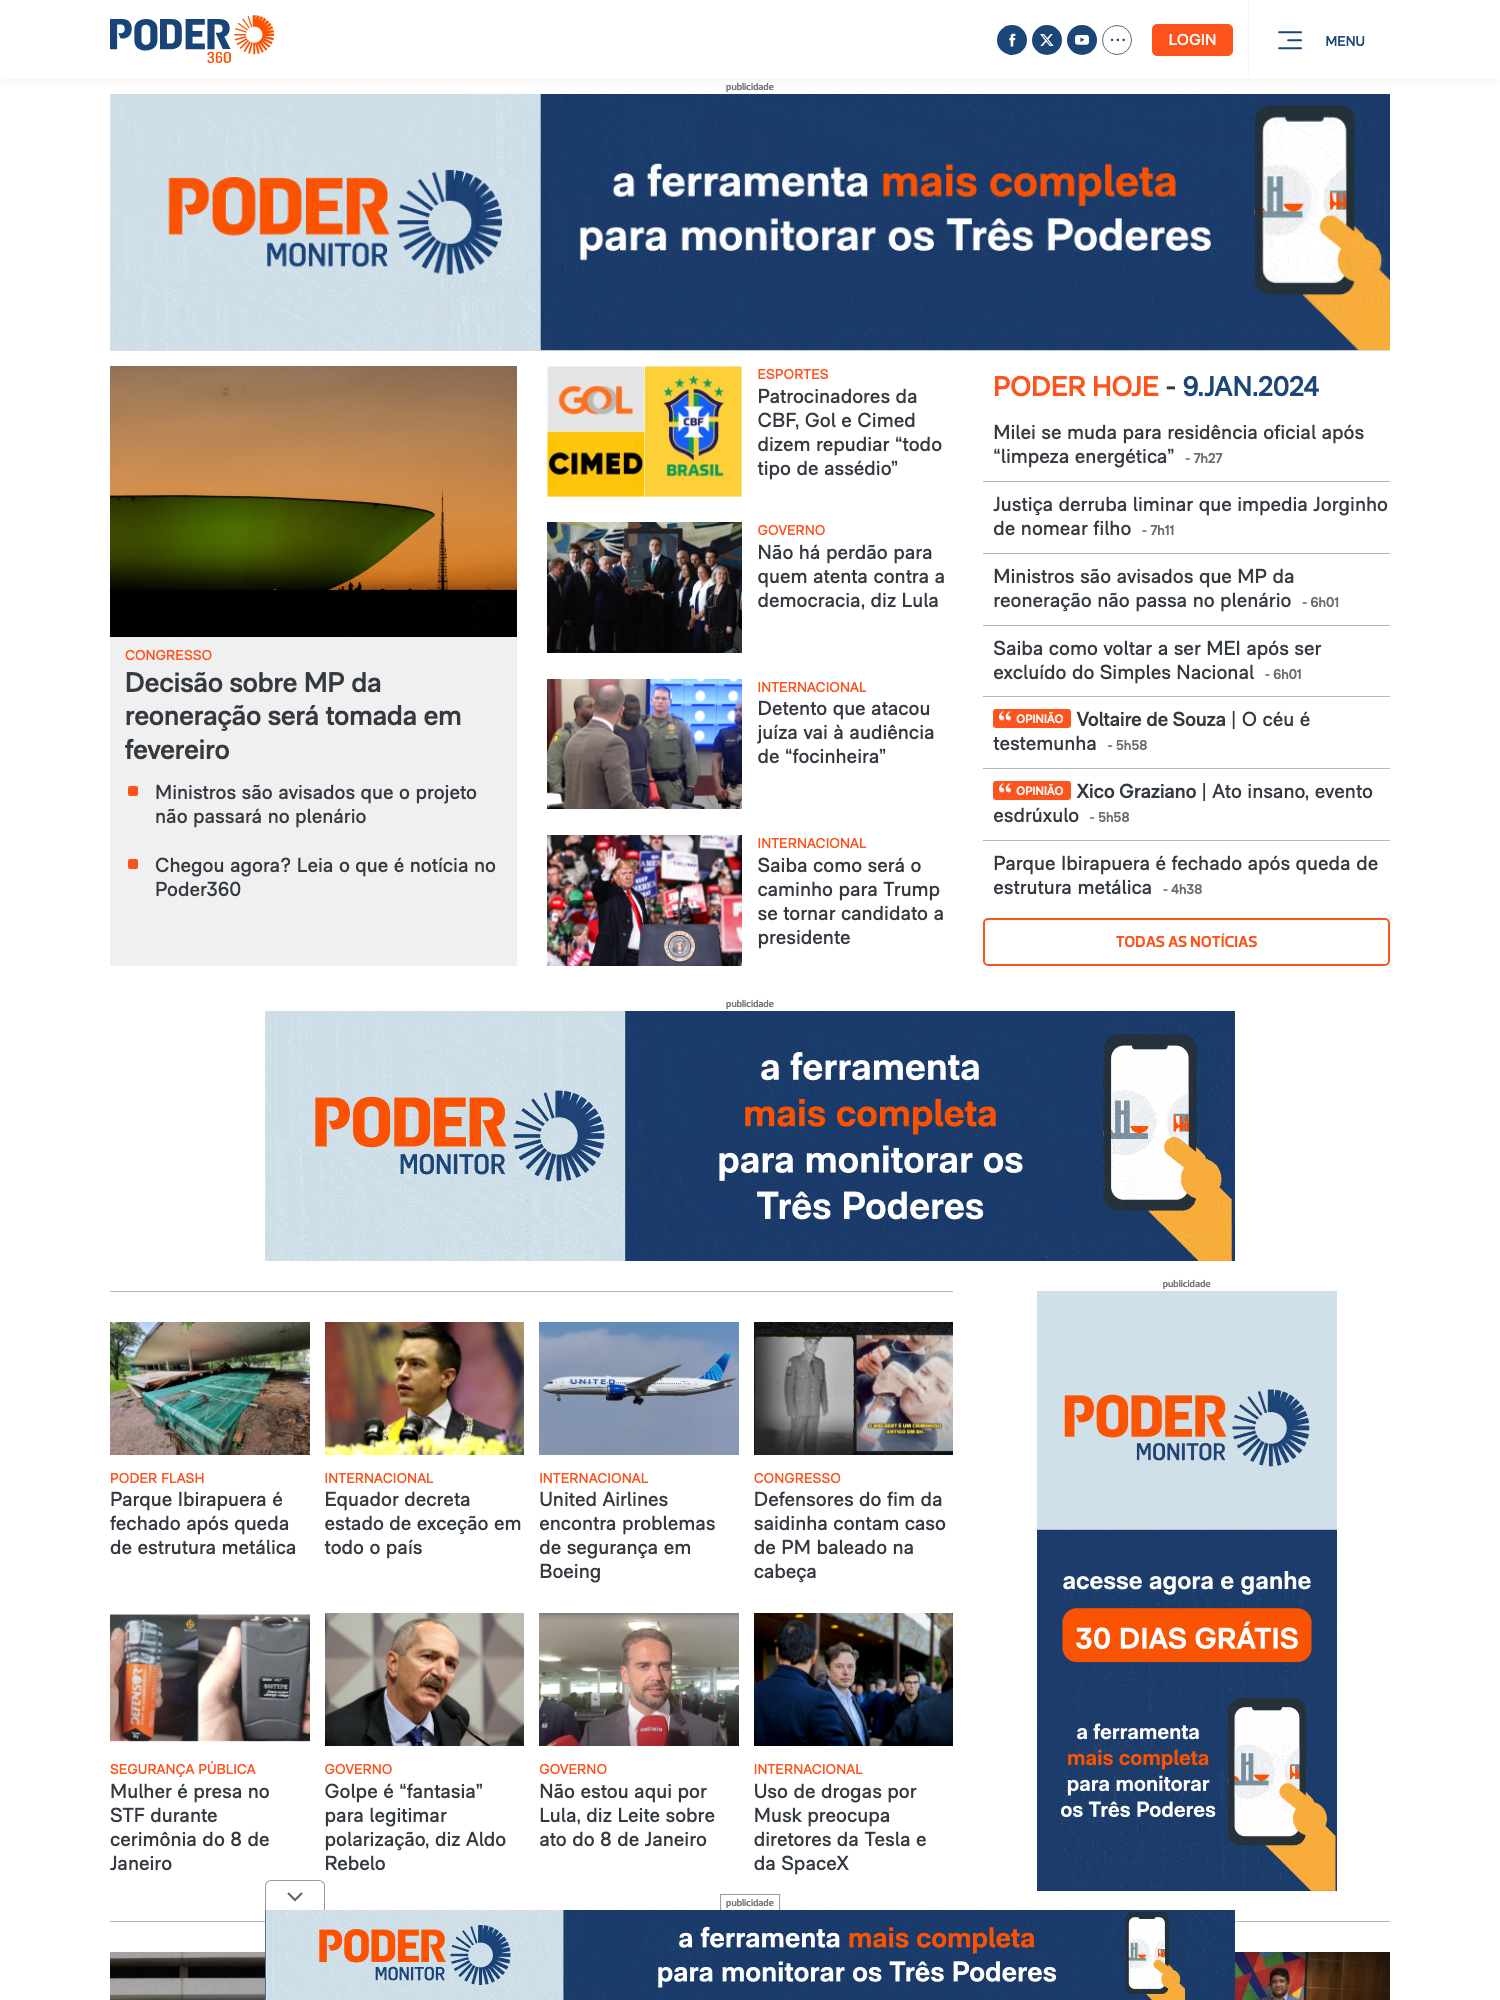 PODER
360
LOGIN
MENU
publicidade
PODER
MONITOR
a ferramenta mais completa
para monitorar os Três Poderes
CONGRESSO
Decisão sobre MP da
reoneração será tomada em
fevereiro
Ministros são avisados que o projeto
não passará no plenário
Chegou agora? Leia o que é notícia no
Poder360
GOL
CIMED
CBF
BRASIL
ESPORTES
Patrocinadores da
CBF, Gol e Cimed
dizem repudiar “todo
tipo de assédio”
GOVERNO
Não há perdão para
quem atenta contra a
democracia, diz Lula
INTERNACIONAL
Detento que atacou
juíza vai à audiência
de “focinheira”
INTERNACIONAL
Saiba como será o
caminho para Trump
se tornar candidato a
presidente
PODER HOJE - 9.JAN.2024
Milei se muda para residência oficial após
“limpeza energética” - 7h27
Justiça derruba liminar que impedia Jorginho
de nomear filho - 7h11
Ministros são avisados que MP da
reoneração não passa no plenário - 6h01
Saiba como voltar a ser MEI após ser
excluído do Simples Nacional - 6h01
OPINIÃO Voltaire de Souza | O céu é
testemunha - 5h58
OPINIÃO Xico Graziano | Ato insano, evento
esdrúxulo - 5h58
Parque Ibirapuera é fechado após queda de
estrutura metálica - 4h38
TODAS AS NOTÍCIAS
publicidade
PODER
MONITOR
a ferramenta
mais completa
para monitorar os
Três Poderes
PODER FLASH
Parque Ibirapuera é
fechado após queda
de estrutura metálica
INTERNACIONAL
Equador decreta
estado de exceção em
todo o país
UNITED
INTERNACIONAL
United Airlines
encontra problemas
de segurança em
Boeing
CONGRESSO
Defensores do fim da
saidinha contam caso
de PM baleado na
cabeça
DEFENSOR
SEGURANÇA PÚBLICA
Mulher é presa no
STF durante
cerimônia do 8 de
Janeiro
GOVERNO
Golpe é “fantasia”
para legitimar
polarização, diz Aldo
Rebelo
GOVERNO
Não estou aqui por
Lula, diz Leite sobre
ato do 8 de Janeiro
INTERNACIONAL
Uso de drogas por
Musk preocupa
diretores da Tesla e
da SpaceX
publicidade
PODER
MONITOR
acesse agora e ganhe
30 DIAS GRÁTIS
a ferramenta
mais completa
para monitorar
os Três Poderes
publicidade
PODER
MONITOR
a ferramenta mais completa
para monitorar os Três Poderes